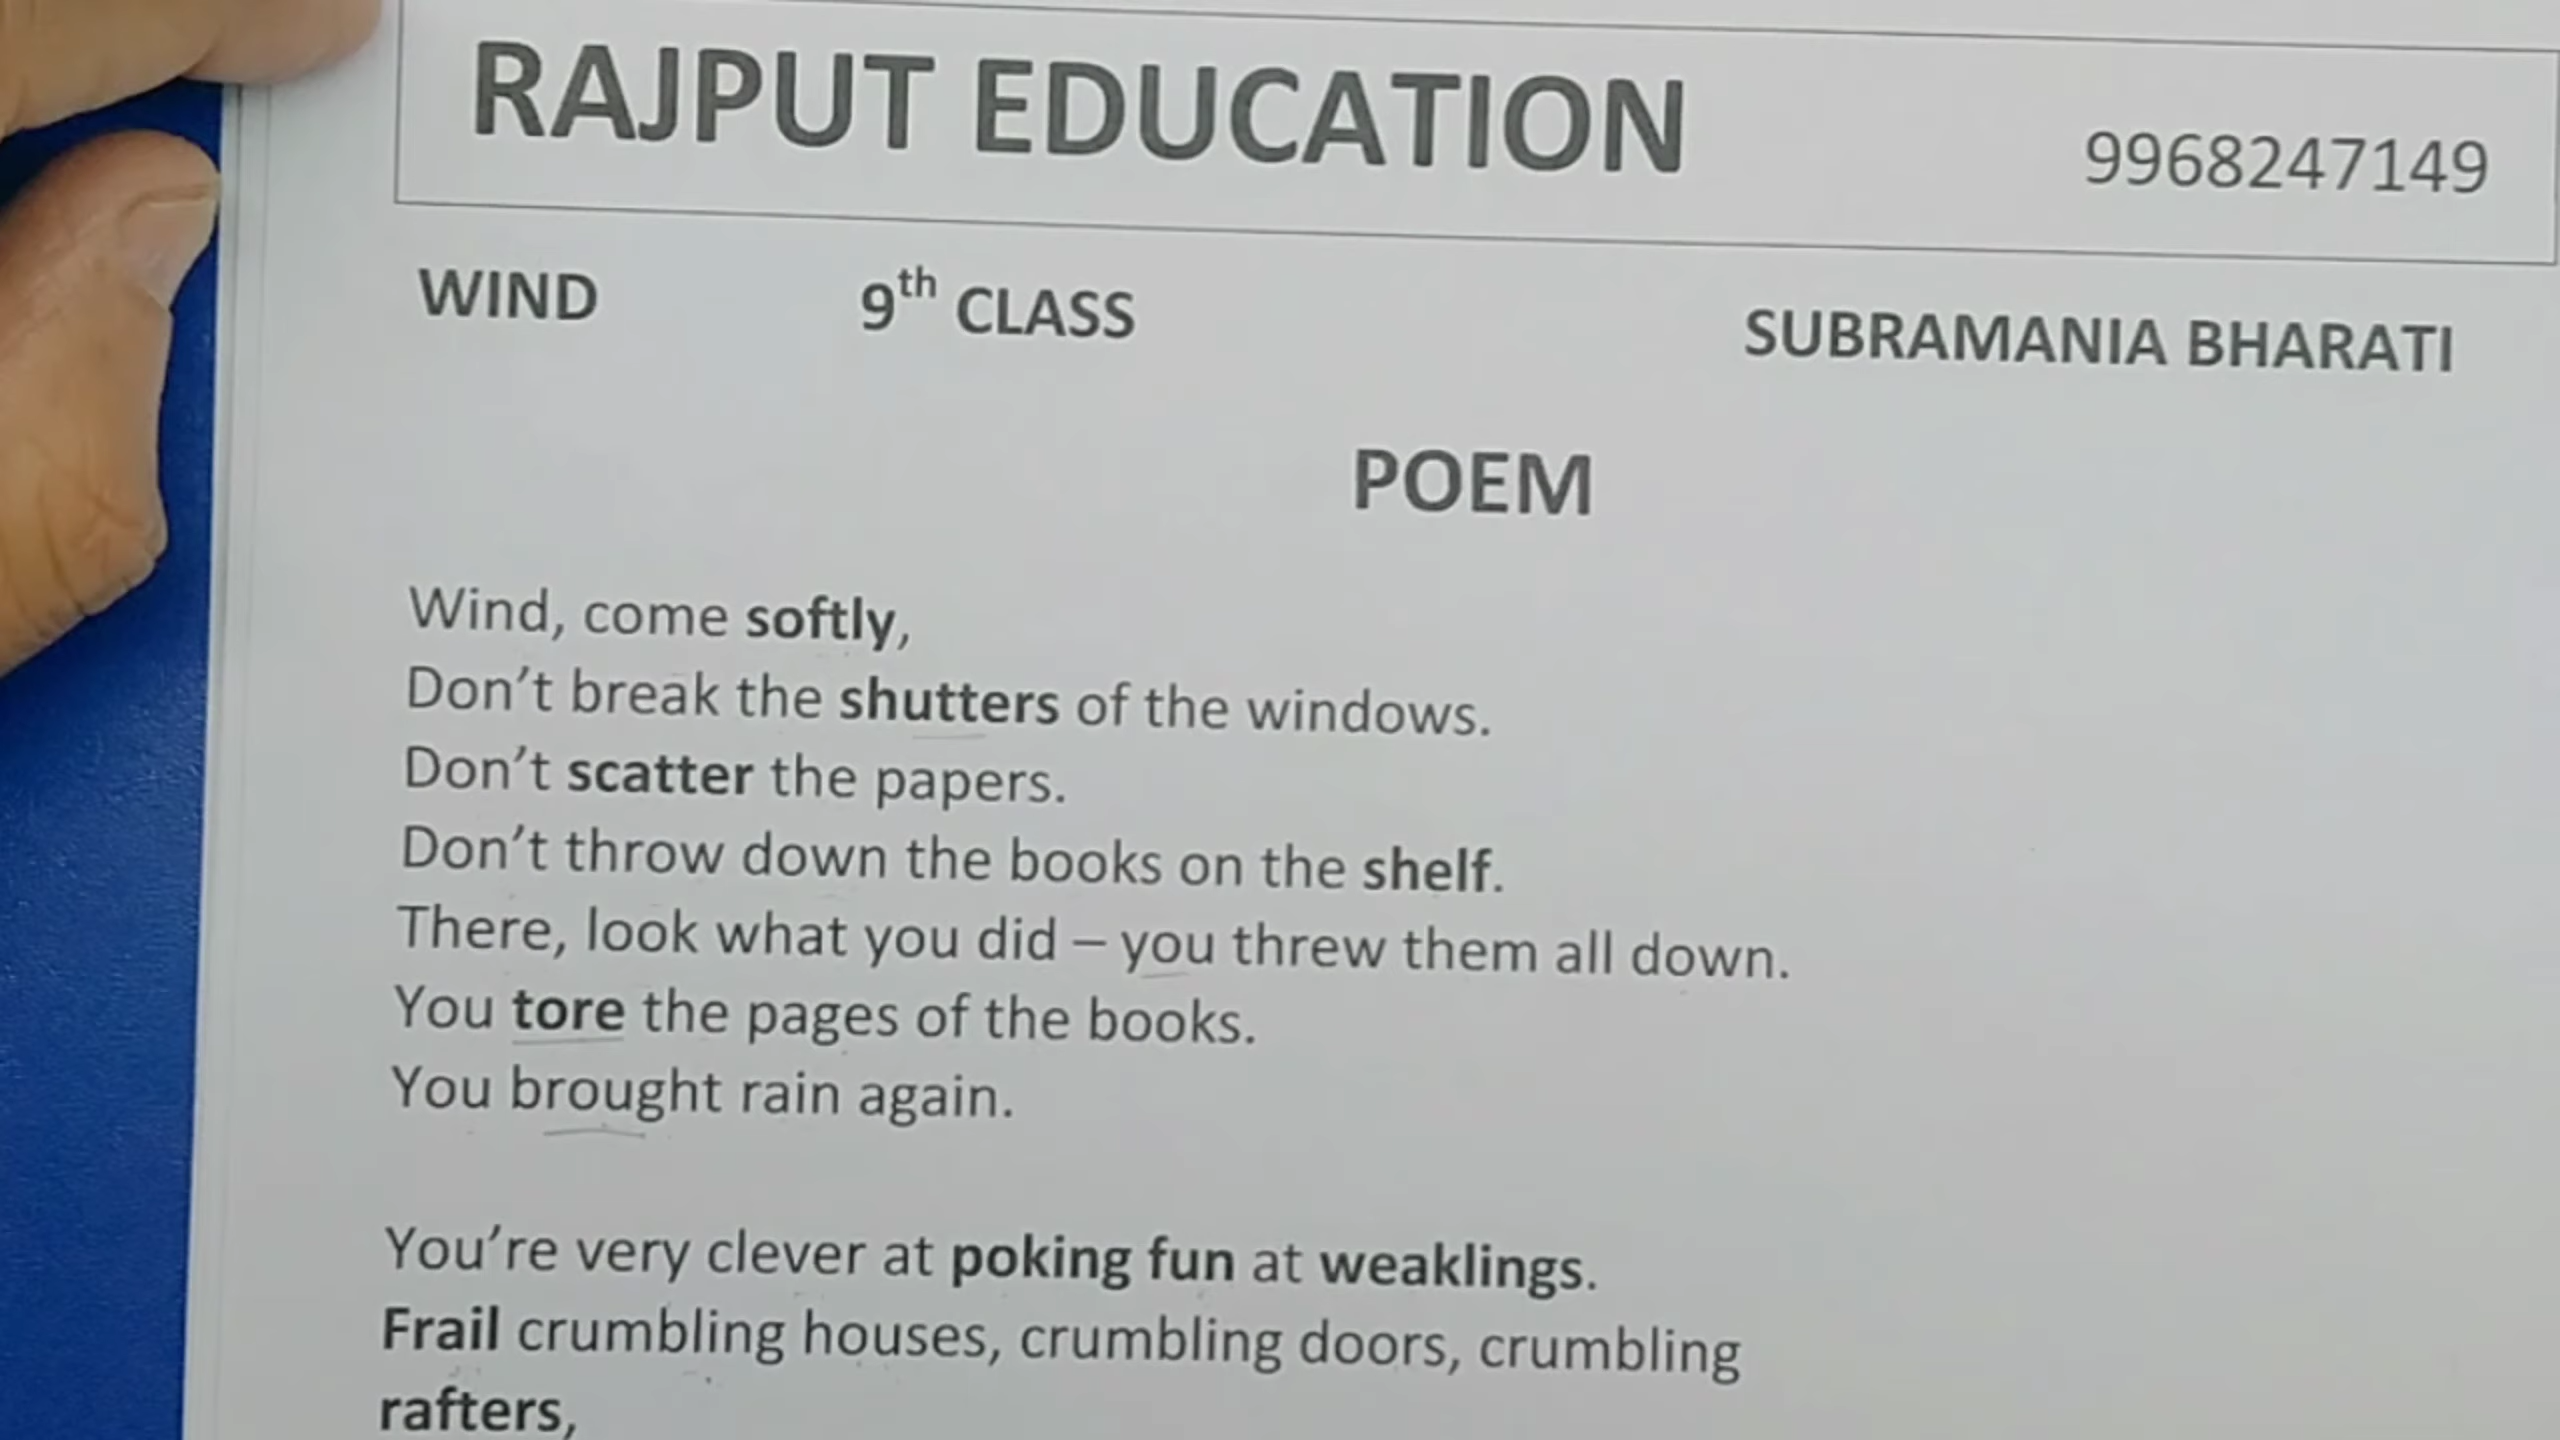 RAJPUT EDUCATION 9968247149
WIND 9th CLASS SUBRAMANIA BHARATI
POEM
Wind, come softly,
Don’t break the shutters of the windows.
Don’t scatter the papers.
Don’t throw down the books on the shelf.
There, look what you did – you threw them all down.
You tore the pages of the books.
You brought rain again.
You’re very clever at poking fun at weaklings.
Frail crumbling houses, crumbling doors, crumbling
rafters,